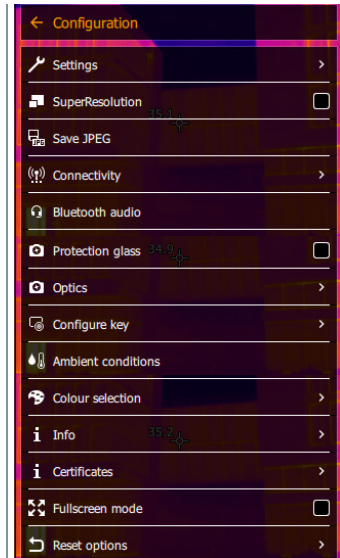 Configuration
Settings
SuperResolution
35.1
JPEG
Save JPEG
Connectivity
Bluetooth audio
Protection glass
34.9
Optics
Configure key
Ambient conditions
Colour selection
Info
35.2
Certificates
Fullscreen mode
Reset options